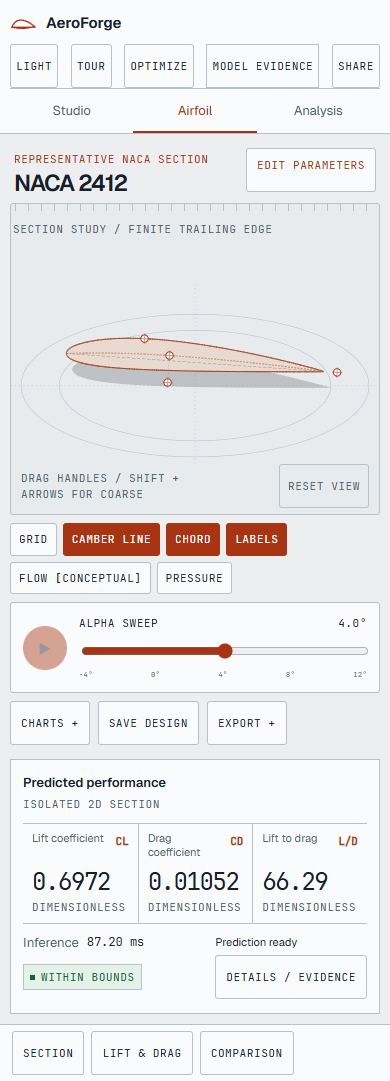 AeroForge
LIGHT TOUR OPTIMIZE MODEL EVIDENCE SHARE
Studio Airfoil Analysis
REPRESENTATIVE NACA SECTION
NACA 2412
EDIT PARAMETERS
SECTION STUDY / FINITE TRAILING EDGE
DRAG HANDLES / SHIFT +
ARROWS FOR COARSE
RESET VIEW
GRID CAMBER LINE CHORD LABELS
FLOW [CONCEPTUAL] PRESSURE
ALPHA SWEEP 4.0°
-4° 0° 4° 8° 12°
CHARTS + SAVE DESIGN EXPORT +
Predicted performance
ISOLATED 2D SECTION
Lift coefficient CL
0.6972
DIMENSIONLESS
Drag
coefficient CD
0.01052
DIMENSIONLESS
Lift to drag L/D
66.29
DIMENSIONLESS
Inference 87.20 ms
WITHIN BOUNDS
Prediction ready
DETAILS / EVIDENCE
SECTION LIFT & DRAG COMPARISON